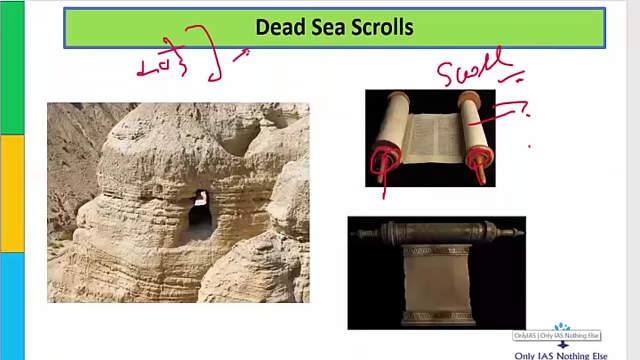 Dead Sea Scrolls
Scroll
?
OnlyIAS | Only IAS Nothing Else
Only IAS Nothing Else